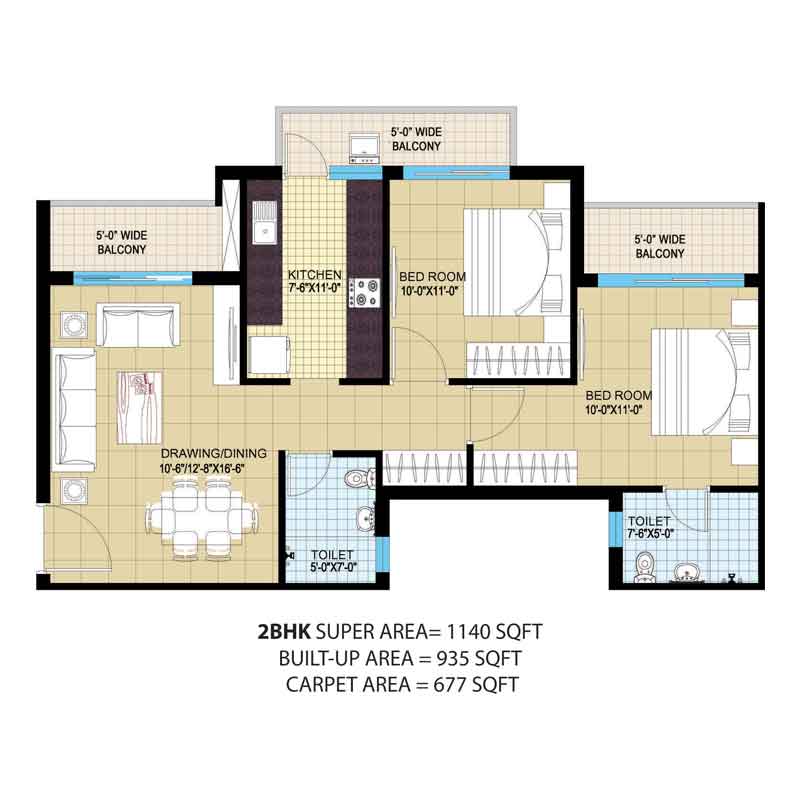 5'-0" WIDE
BALCONY
5'-0" WIDE
BALCONY
5'-0" WIDE
BALCONY
KITCHEN
7'-6"X11'-0"
BED ROOM
10'-0"X11'-0"
BED ROOM
10'-0"X11'-0"
DRAWING/DINING
10'-6"/12'-8"X16'-6"
TOILET
5'-0"X7'-0"
TOILET
7'-6"X5'-0"
2BHK SUPER AREA= 1140 SQFT
BUILT-UP AREA = 935 SQFT
CARPET AREA = 677 SQFT